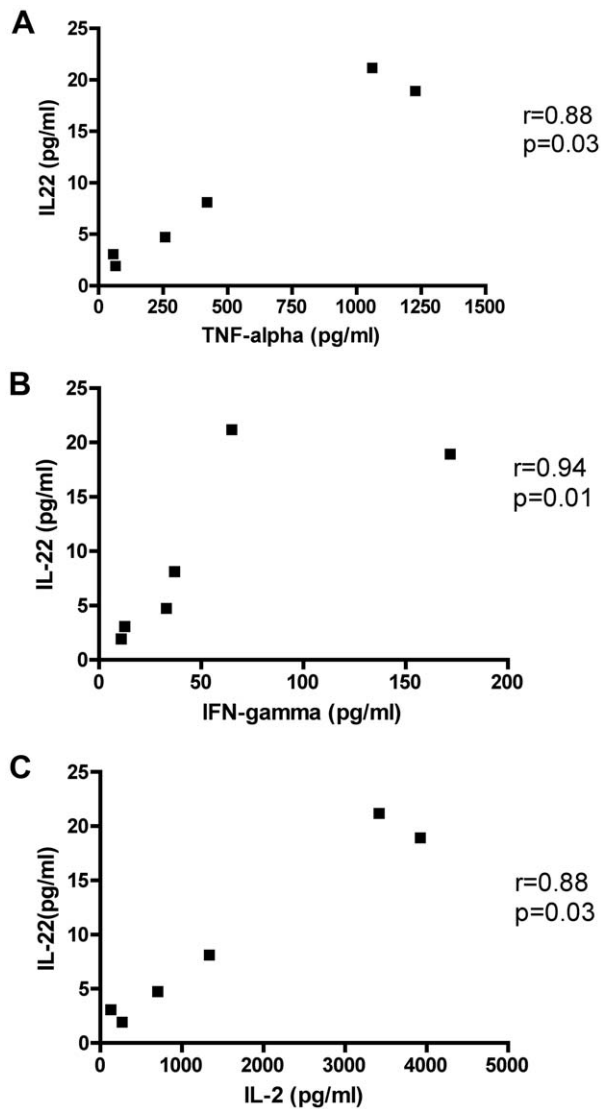 A
25
20
15
10
5
0
IL22 (pg/ml)
0 250 500 750 1000 1250 1500
TNF-alpha (pg/ml)
r=0.88
p=0.03
B
25
20
15
10
5
0
IL-22 (pg/ml)
0 50 100 150 200
IFN-gamma (pg/ml)
r=0.94
p=0.01
C
25
20
15
10
5
0
IL-22(pg/ml)
0 1000 2000 3000 4000 5000
IL-2 (pg/ml)
r=0.88
p=0.03